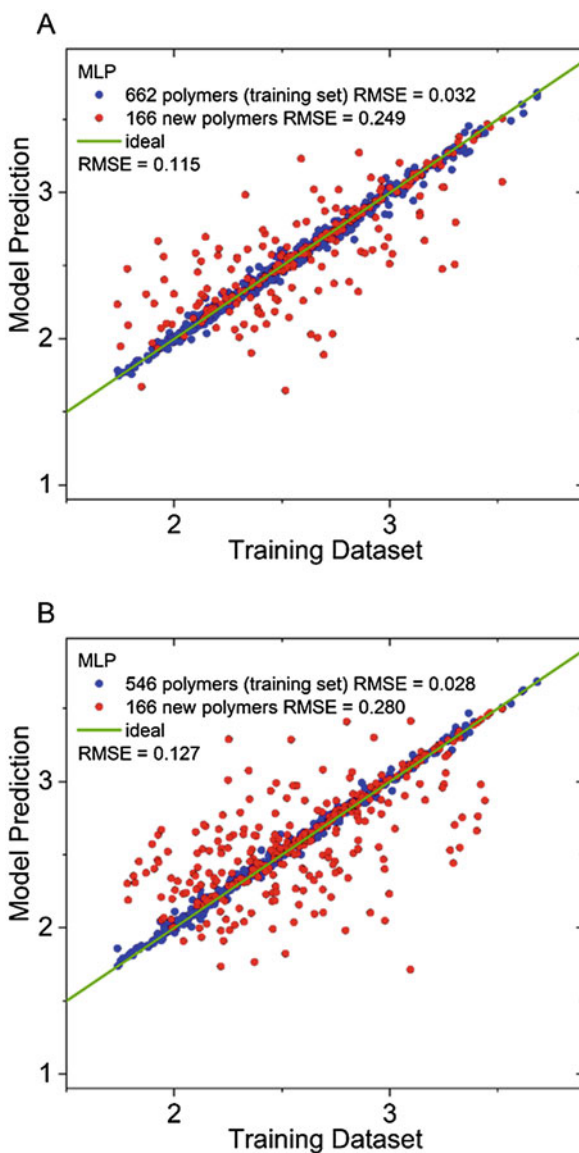 A
MLP
662 polymers (training set) RMSE = 0.032
166 new polymers RMSE = 0.249
ideal
RMSE = 0.115
3
2
1
Model Prediction
2 3
Training Dataset
B
MLP
546 polymers (training set) RMSE = 0.028
166 new polymers RMSE = 0.280
ideal
RMSE = 0.127
3
2
1
Model Prediction
2 3
Training Dataset